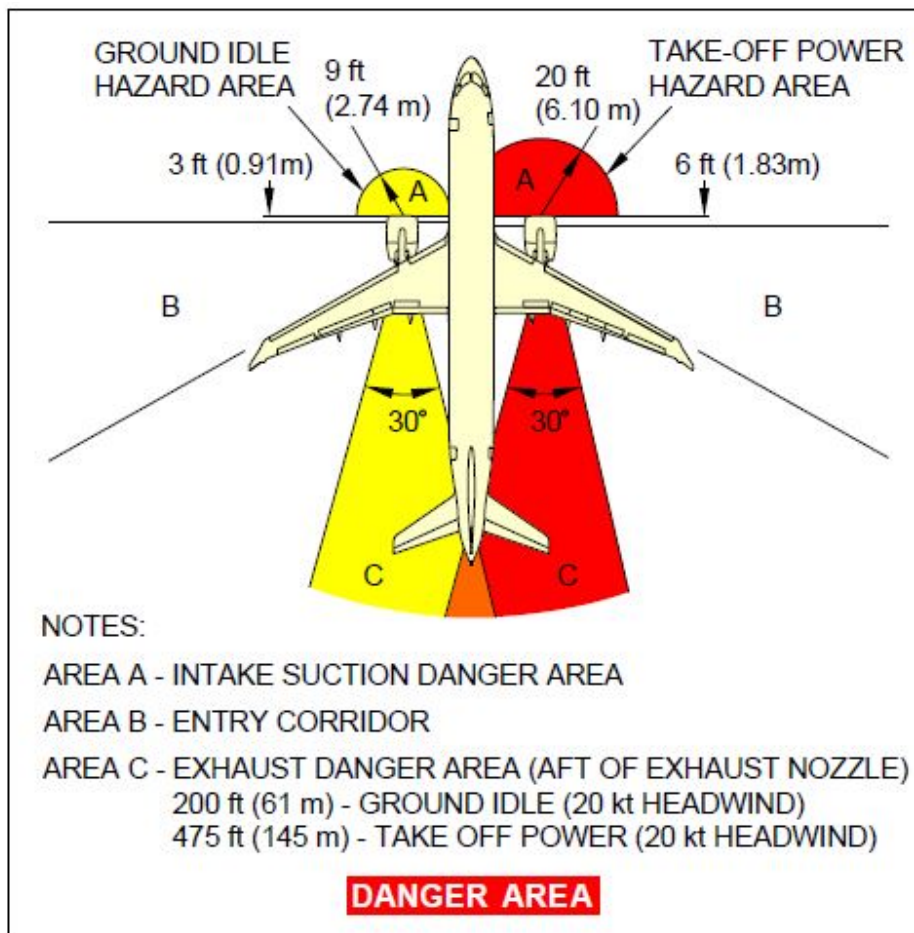 GROUND IDLE
HAZARD AREA
9 ft
(2.74 m)
20 ft
(6.10 m)
TAKE-OFF POWER
HAZARD AREA
3 ft (0.91m)
A
A
6 ft (1.83m)
B
B
30°
30°
C
C
NOTES:
AREA A - INTAKE SUCTION DANGER AREA
AREA B - ENTRY CORRIDOR
AREA C - EXHAUST DANGER AREA (AFT OF EXHAUST NOZZLE)
200 ft (61 m) - GROUND IDLE (20 kt HEADWIND)
475 ft (145 m) - TAKE OFF POWER (20 kt HEADWIND)
DANGER AREA